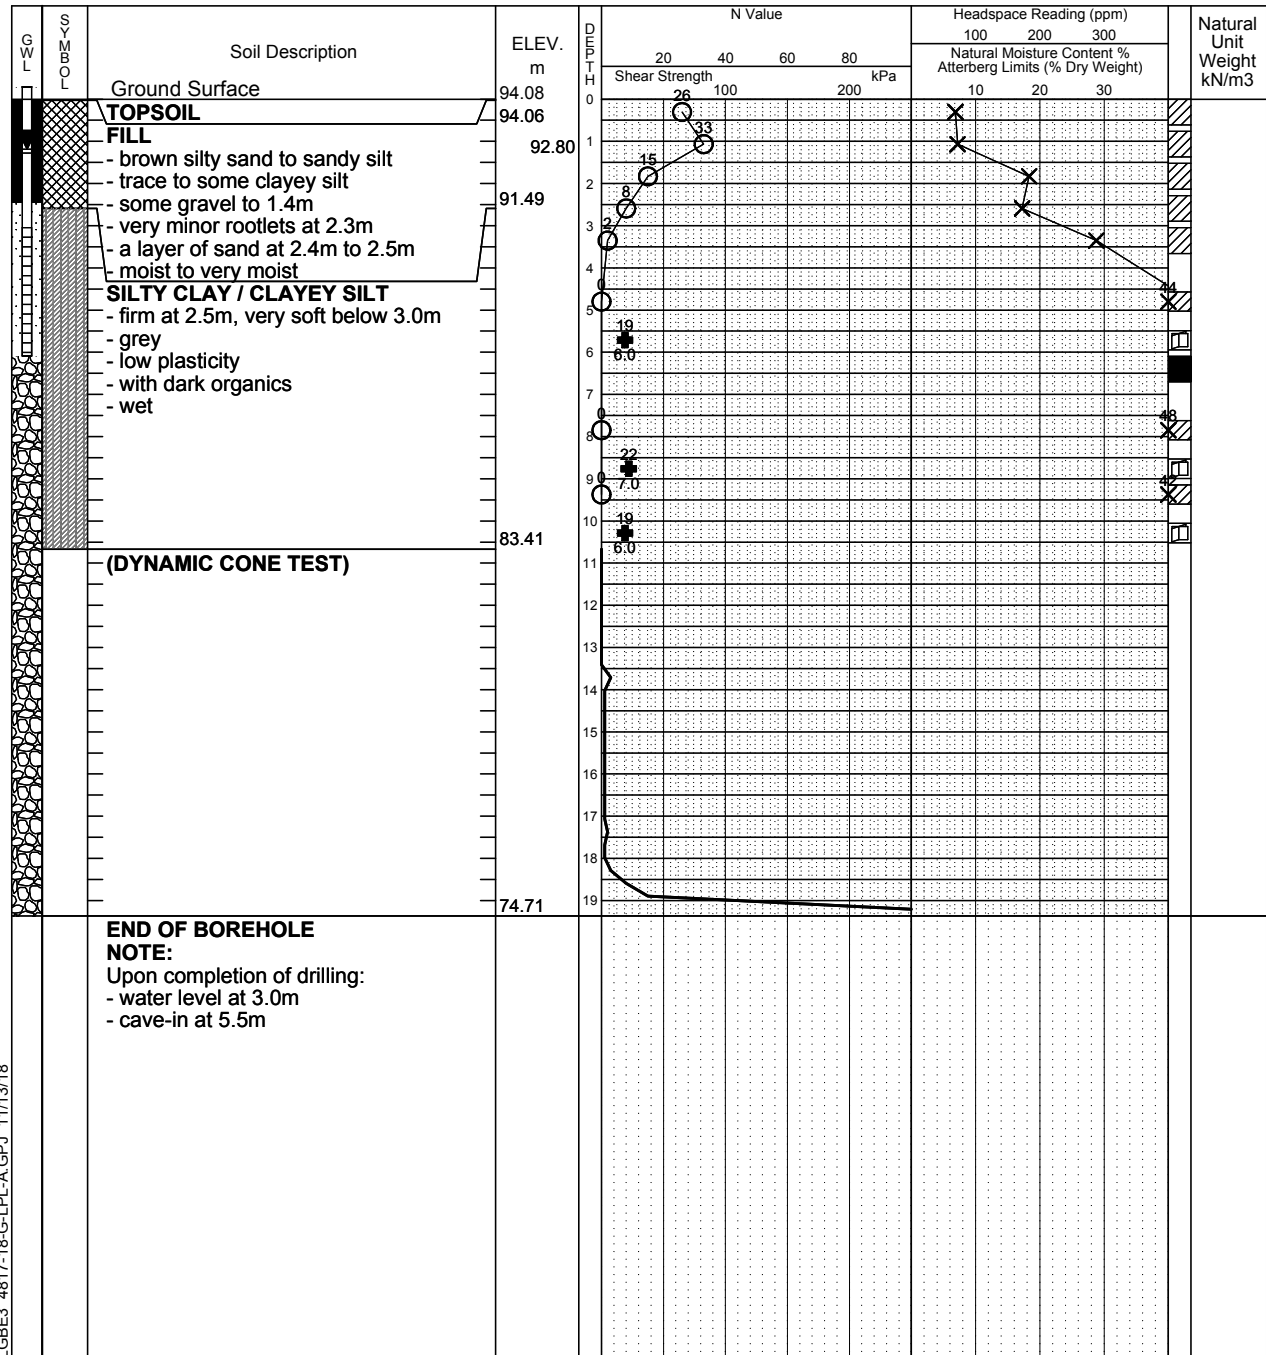 GWL
SYMBOL
Soil Description
Ground Surface
ELEV.
m
94.08
DEPTH
N Value
20 40 60 80
Shear Strength kPa
100 200
Headspace Reading (ppm)
100 200 300
Natural Moisture Content %
Atterberg Limits (% Dry Weight)
10 20 30
Natural
Unit
Weight
kN/m3
TOPSOIL
94.06
FILL
92.80
- brown silty sand to sandy silt
- trace to some clayey silt
- some gravel to 1.4m
91.49
- very minor rootlets at 2.3m
- a layer of sand at 2.4m to 2.5m
- moist to very moist
SILTY CLAY / CLAYEY SILT
- firm at 2.5m, very soft below 3.0m
- grey
- low plasticity
- with dark organics
- wet
83.41
(DYNAMIC CONE TEST)
74.71
END OF BOREHOLE
NOTE:
Upon completion of drilling:
- water level at 3.0m
- cave-in at 5.5m
0
1
2
3
4
5
6
7
8
9
10
11
12
13
14
15
16
17
18
19
26
33
15
8
2
0
19
6.0
0
22
7.0
0
19
6.0
44
48
42
LGBE3 4817-18-G-LPL-A.GPJ 11/13/18